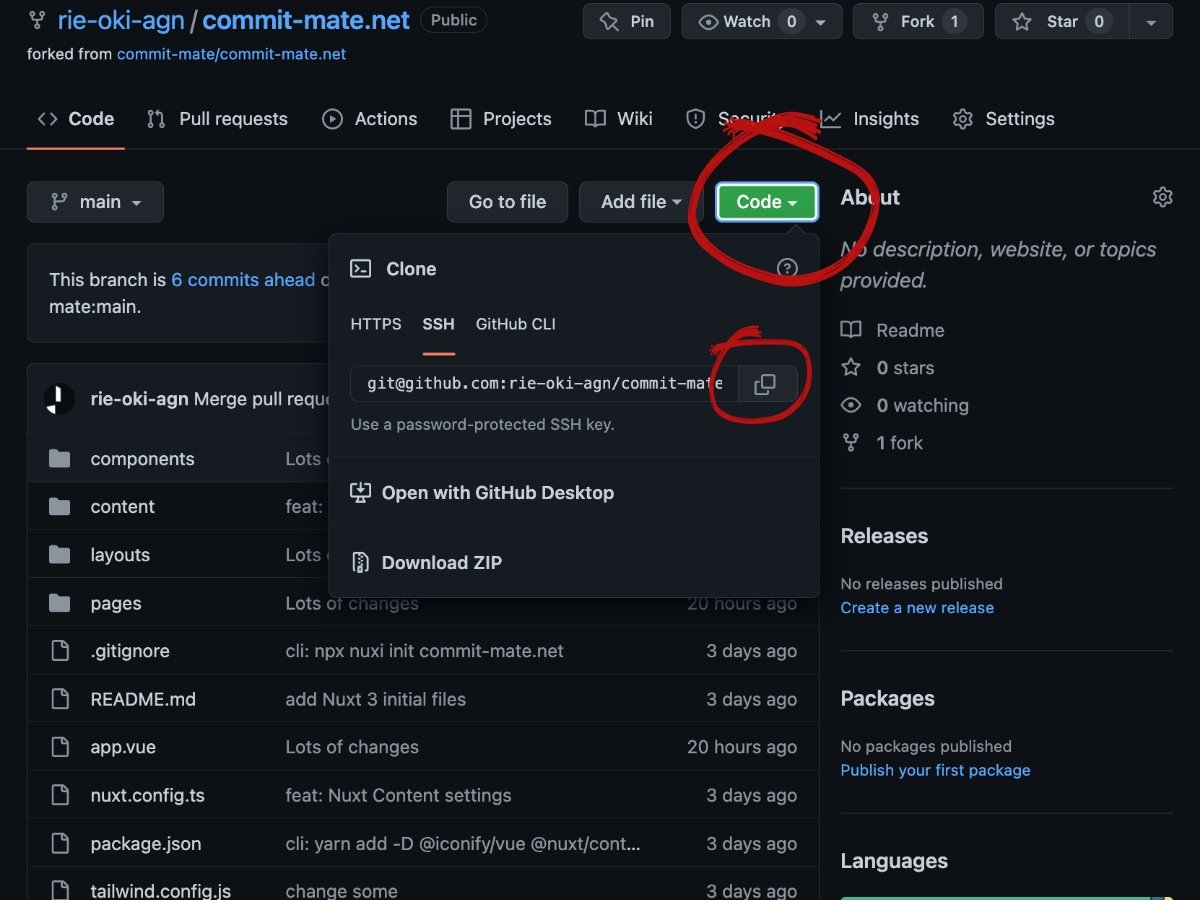 rie-oki-agn / commit-mate.net Public Pin Watch 0 Fork 1 Star 0
forked from commit-mate/commit-mate.net
Code Pull requests Actions Projects Wiki Security Insights Settings
main Go to file Add file Code
About
No description, website, or topics
provided.
Readme
0 stars
0 watching
1 fork
Releases
No releases published
Create a new release
Packages
No packages published
Publish your first package
Languages
This branch is 6 commits ahead
mate:main.
Clone
HTTPS SSH GitHub CLI
git@github.com:rie-oki-agn/commit-mate
Use a password-protected SSH key.
Open with GitHub Desktop
Download ZIP
rie-oki-agn Merge pull reque
components Lots
content feat:
layouts Lots
pages Lots of changes 20 hours ago
.gitignore cli: npx nuxi init commit-mate.net 3 days ago
README.md add Nuxt 3 initial files 3 days ago
app.vue Lots of changes 20 hours ago
nuxt.config.ts feat: Nuxt Content settings 3 days ago
package.json cli: yarn add -D @iconify/vue @nuxt/cont... 3 days ago
tailwind.config.js change some 3 days ago